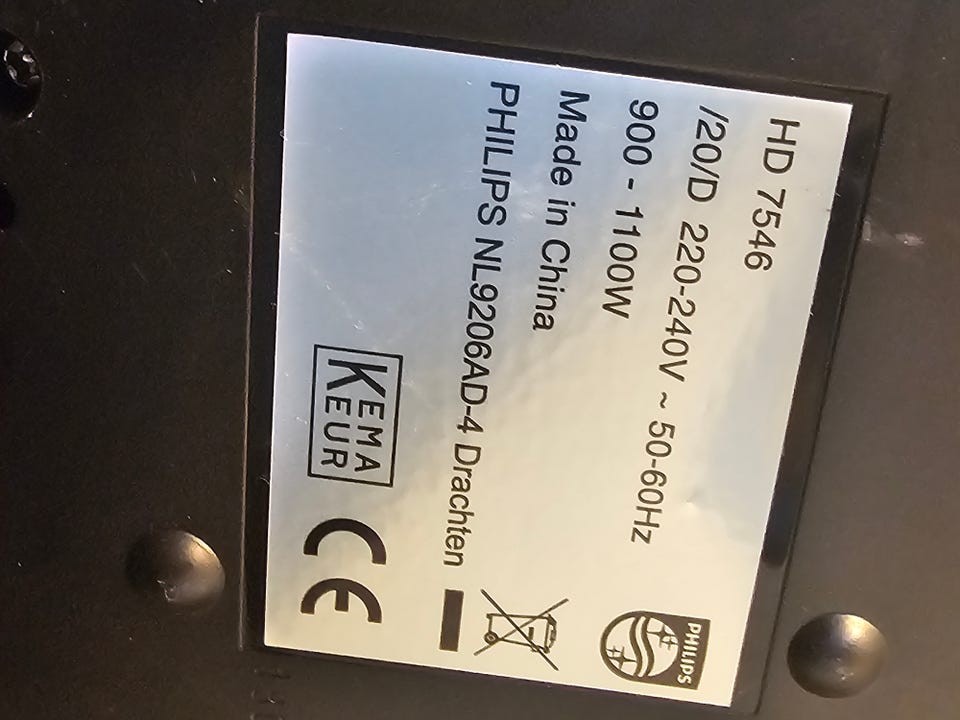 HD 7546
/20/D 220-240V ~ 50-60Hz
900 - 1100W
Made in China
PHILIPS NL9206AD-4 Drachten
PHILIPS
KEMA
KEUR
CE